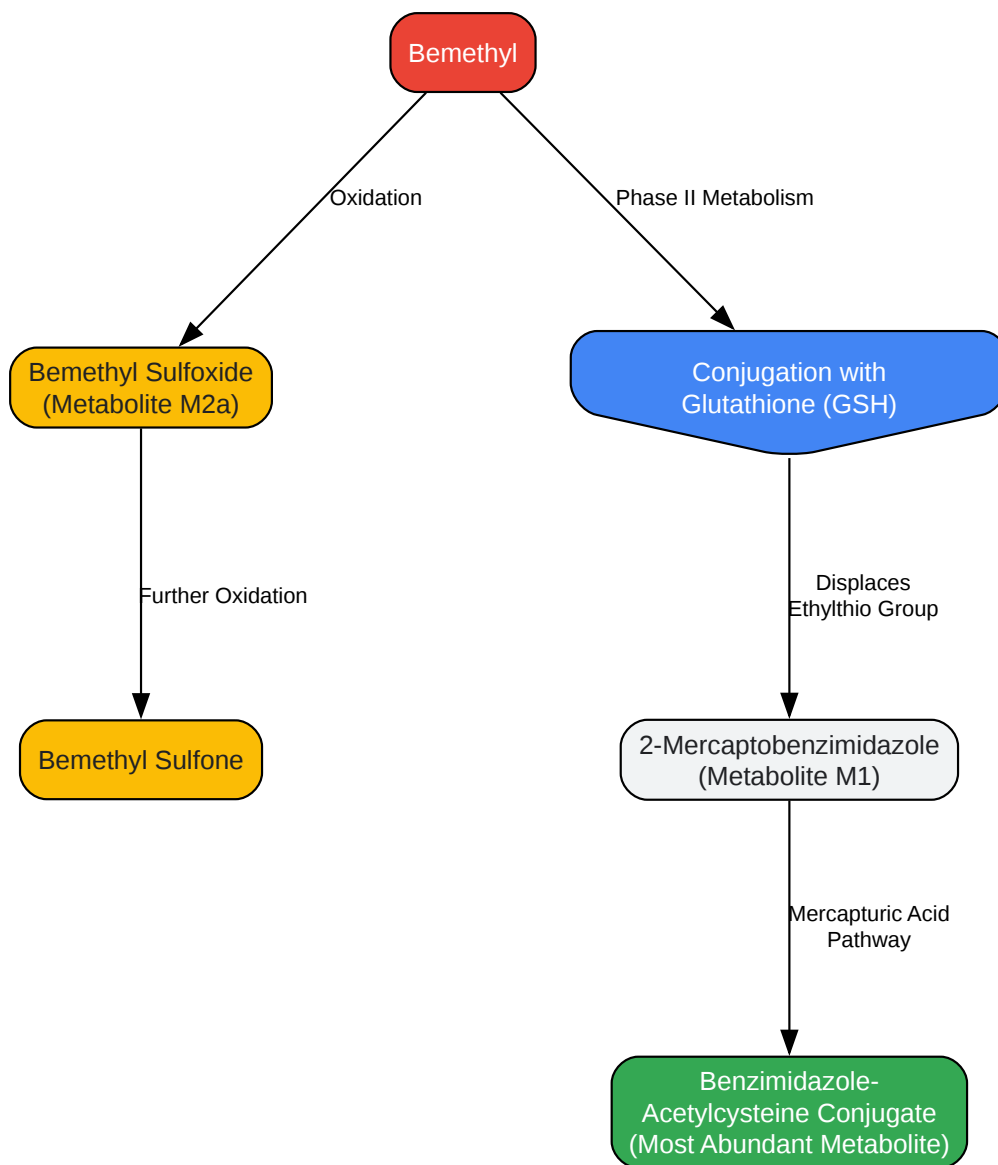 Bemethyl
Oxidation
Phase II Metabolism
Bemethyl Sulfoxide
(Metabolite M2a)
Conjugation with
Glutathione (GSH)
Further Oxidation
Displaces
Ethylthio Group
Bemethyl Sulfone
2-Mercaptobenzimidazole
(Metabolite M1)
Mercapturic Acid
Pathway
Benzimidazole-
Acetylcysteine Conjugate
(Most Abundant Metabolite)